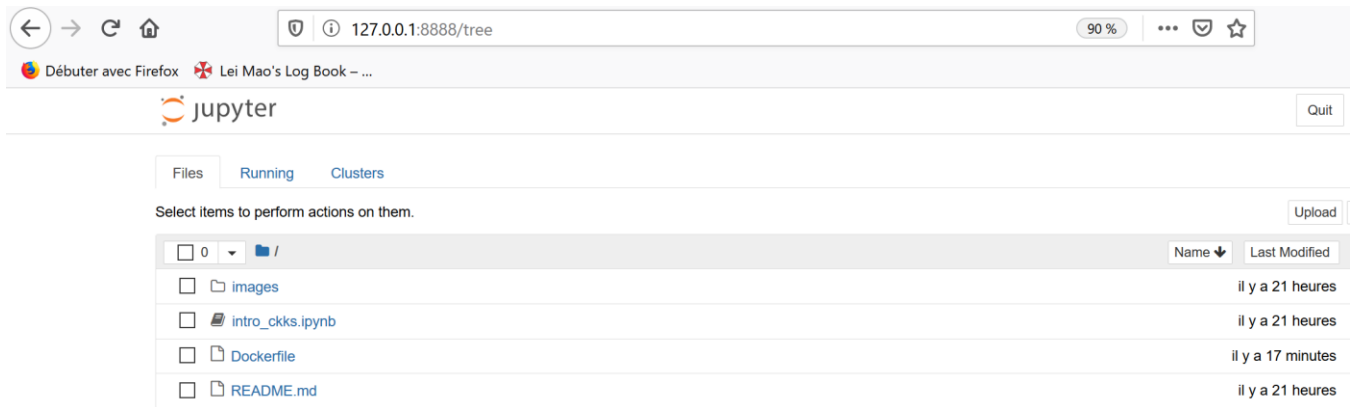 127.0.0.1:8888/tree 90 %
Débuter avec Firefox Lei Mao's Log Book – ...
jupyter Quit
Files Running Clusters
Select items to perform actions on them. Upload
0 / Name Last Modified
images il y a 21 heures
intro_ckks.ipynb il y a 21 heures
Dockerfile il y a 17 minutes
README.md il y a 21 heures